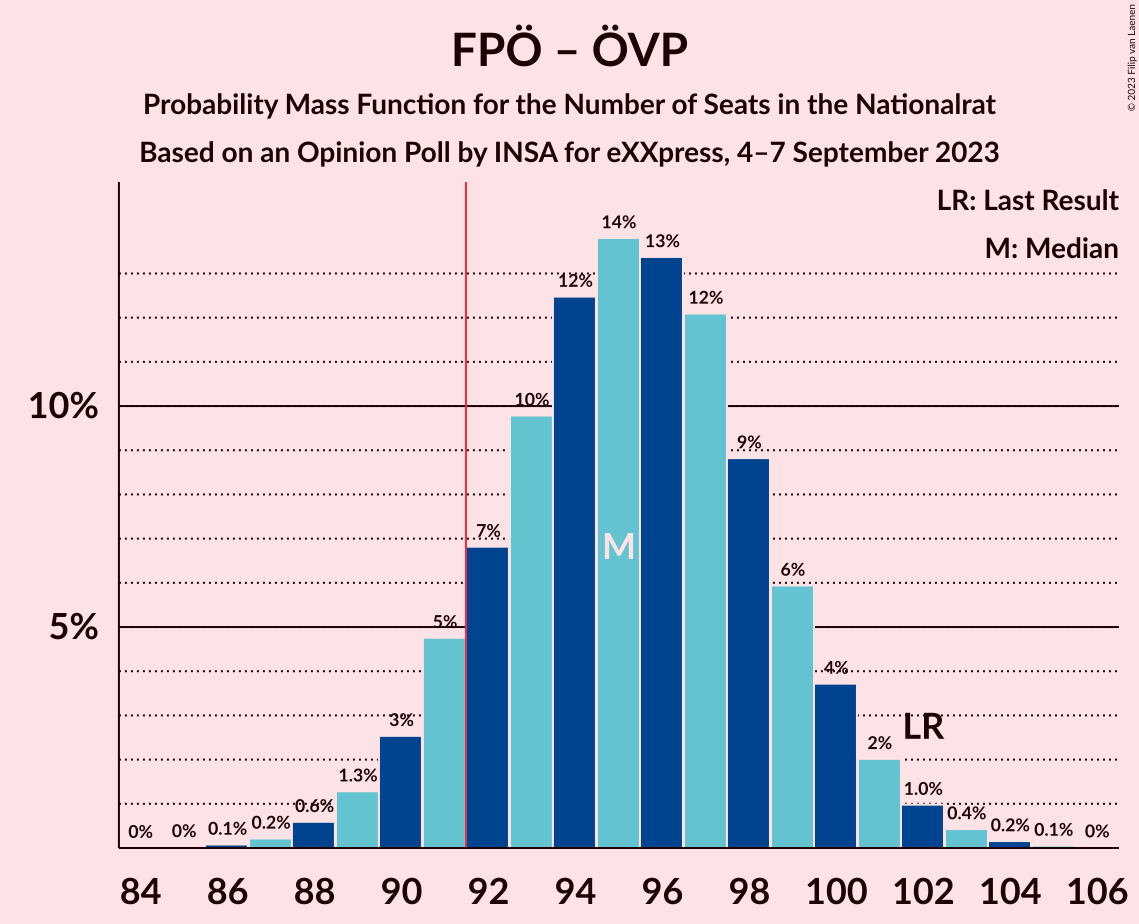 FPÖ – ÖVP
Probability Mass Function for the Number of Seats in the Nationalrat
Based on an Opinion Poll by INSA for eXXpress, 4–7 September 2023
© 2023 Filip van Laenen
LR: Last Result
M: Median
10%
5%
0%
0%
0.1%
0.2%
0.6%
1.3%
3%
5%
7%
10%
12%
14%
13%
12%
9%
6%
4%
2%
1.0%
0.4%
0.2%
0.1%
0%
M
LR
84 86 88 90 92 94 96 98 100 102 104 106